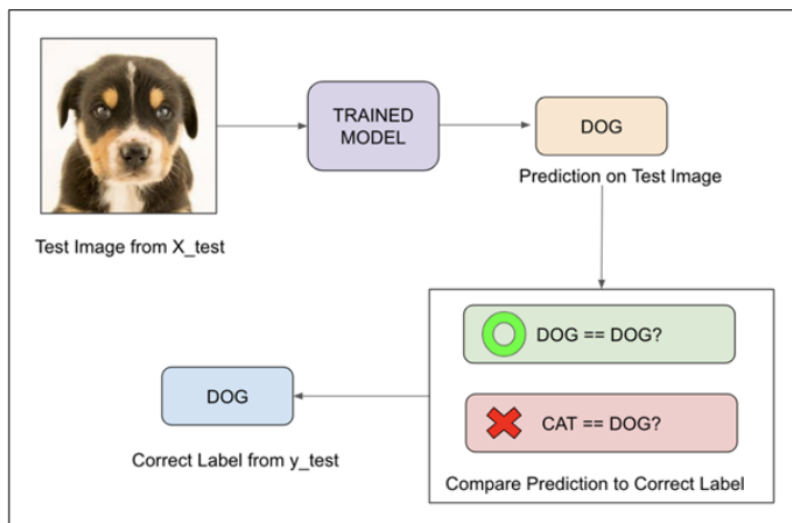 TRAINED
MODEL
DOG
Prediction on Test Image
Test Image from X_test
DOG == DOG?
CAT == DOG?
Compare Prediction to Correct Label
DOG
Correct Label from y_test